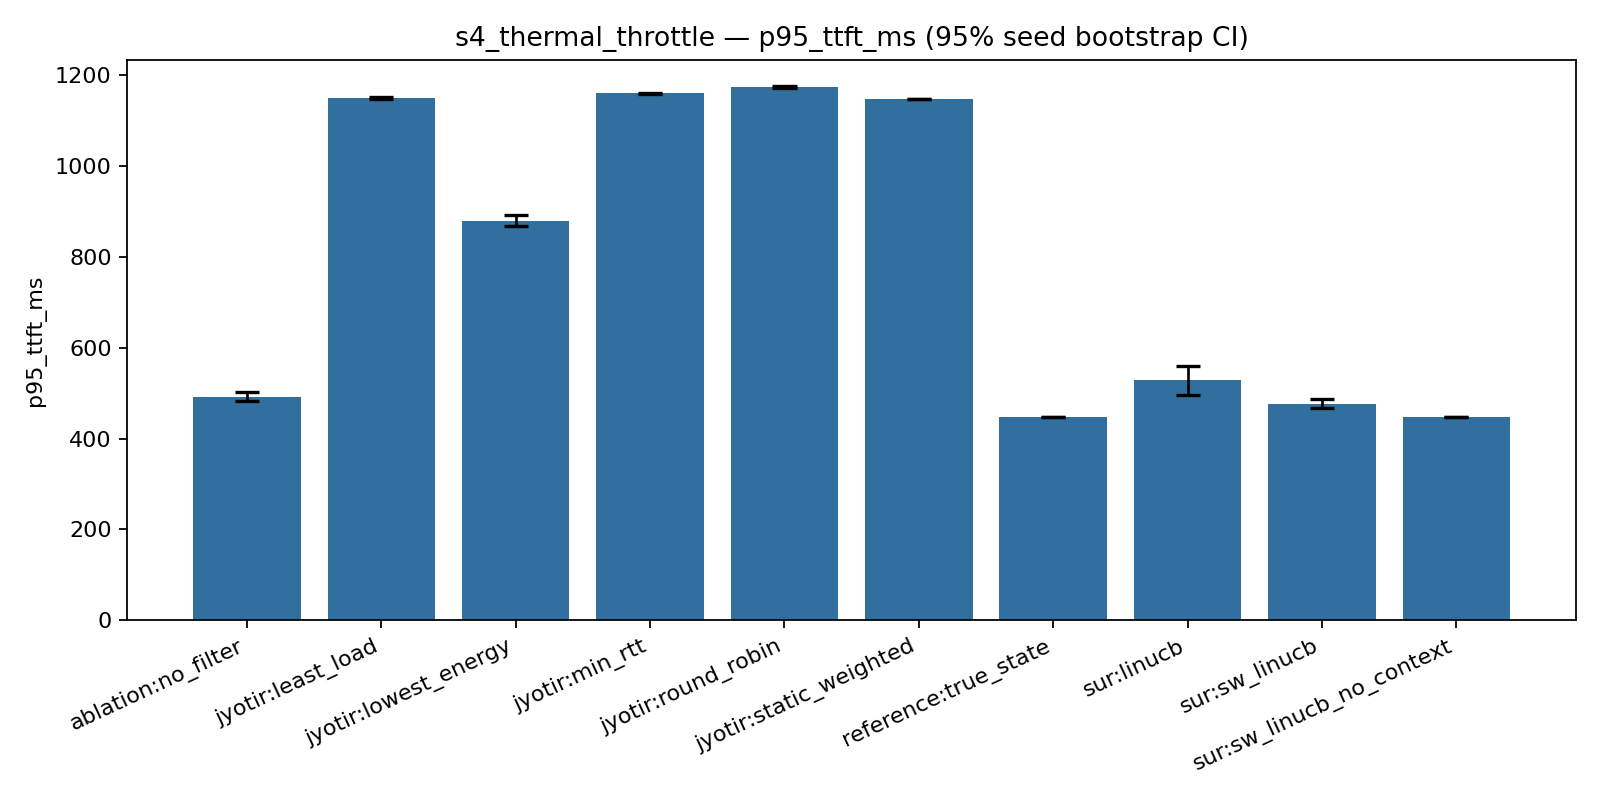 s4_thermal_throttle — p95_ttft_ms (95% seed bootstrap CI)
p95_ttft_ms
1200
1000
800
600
400
200
0
ablation:no_filter
jyotir:least_load
jyotir:lowest_energy
jyotir:min_rtt
jyotir:round_robin
jyotir:static_weighted
reference:true_state
sur:linucb
sur:sw_linucb
sur:sw_linucb_no_context